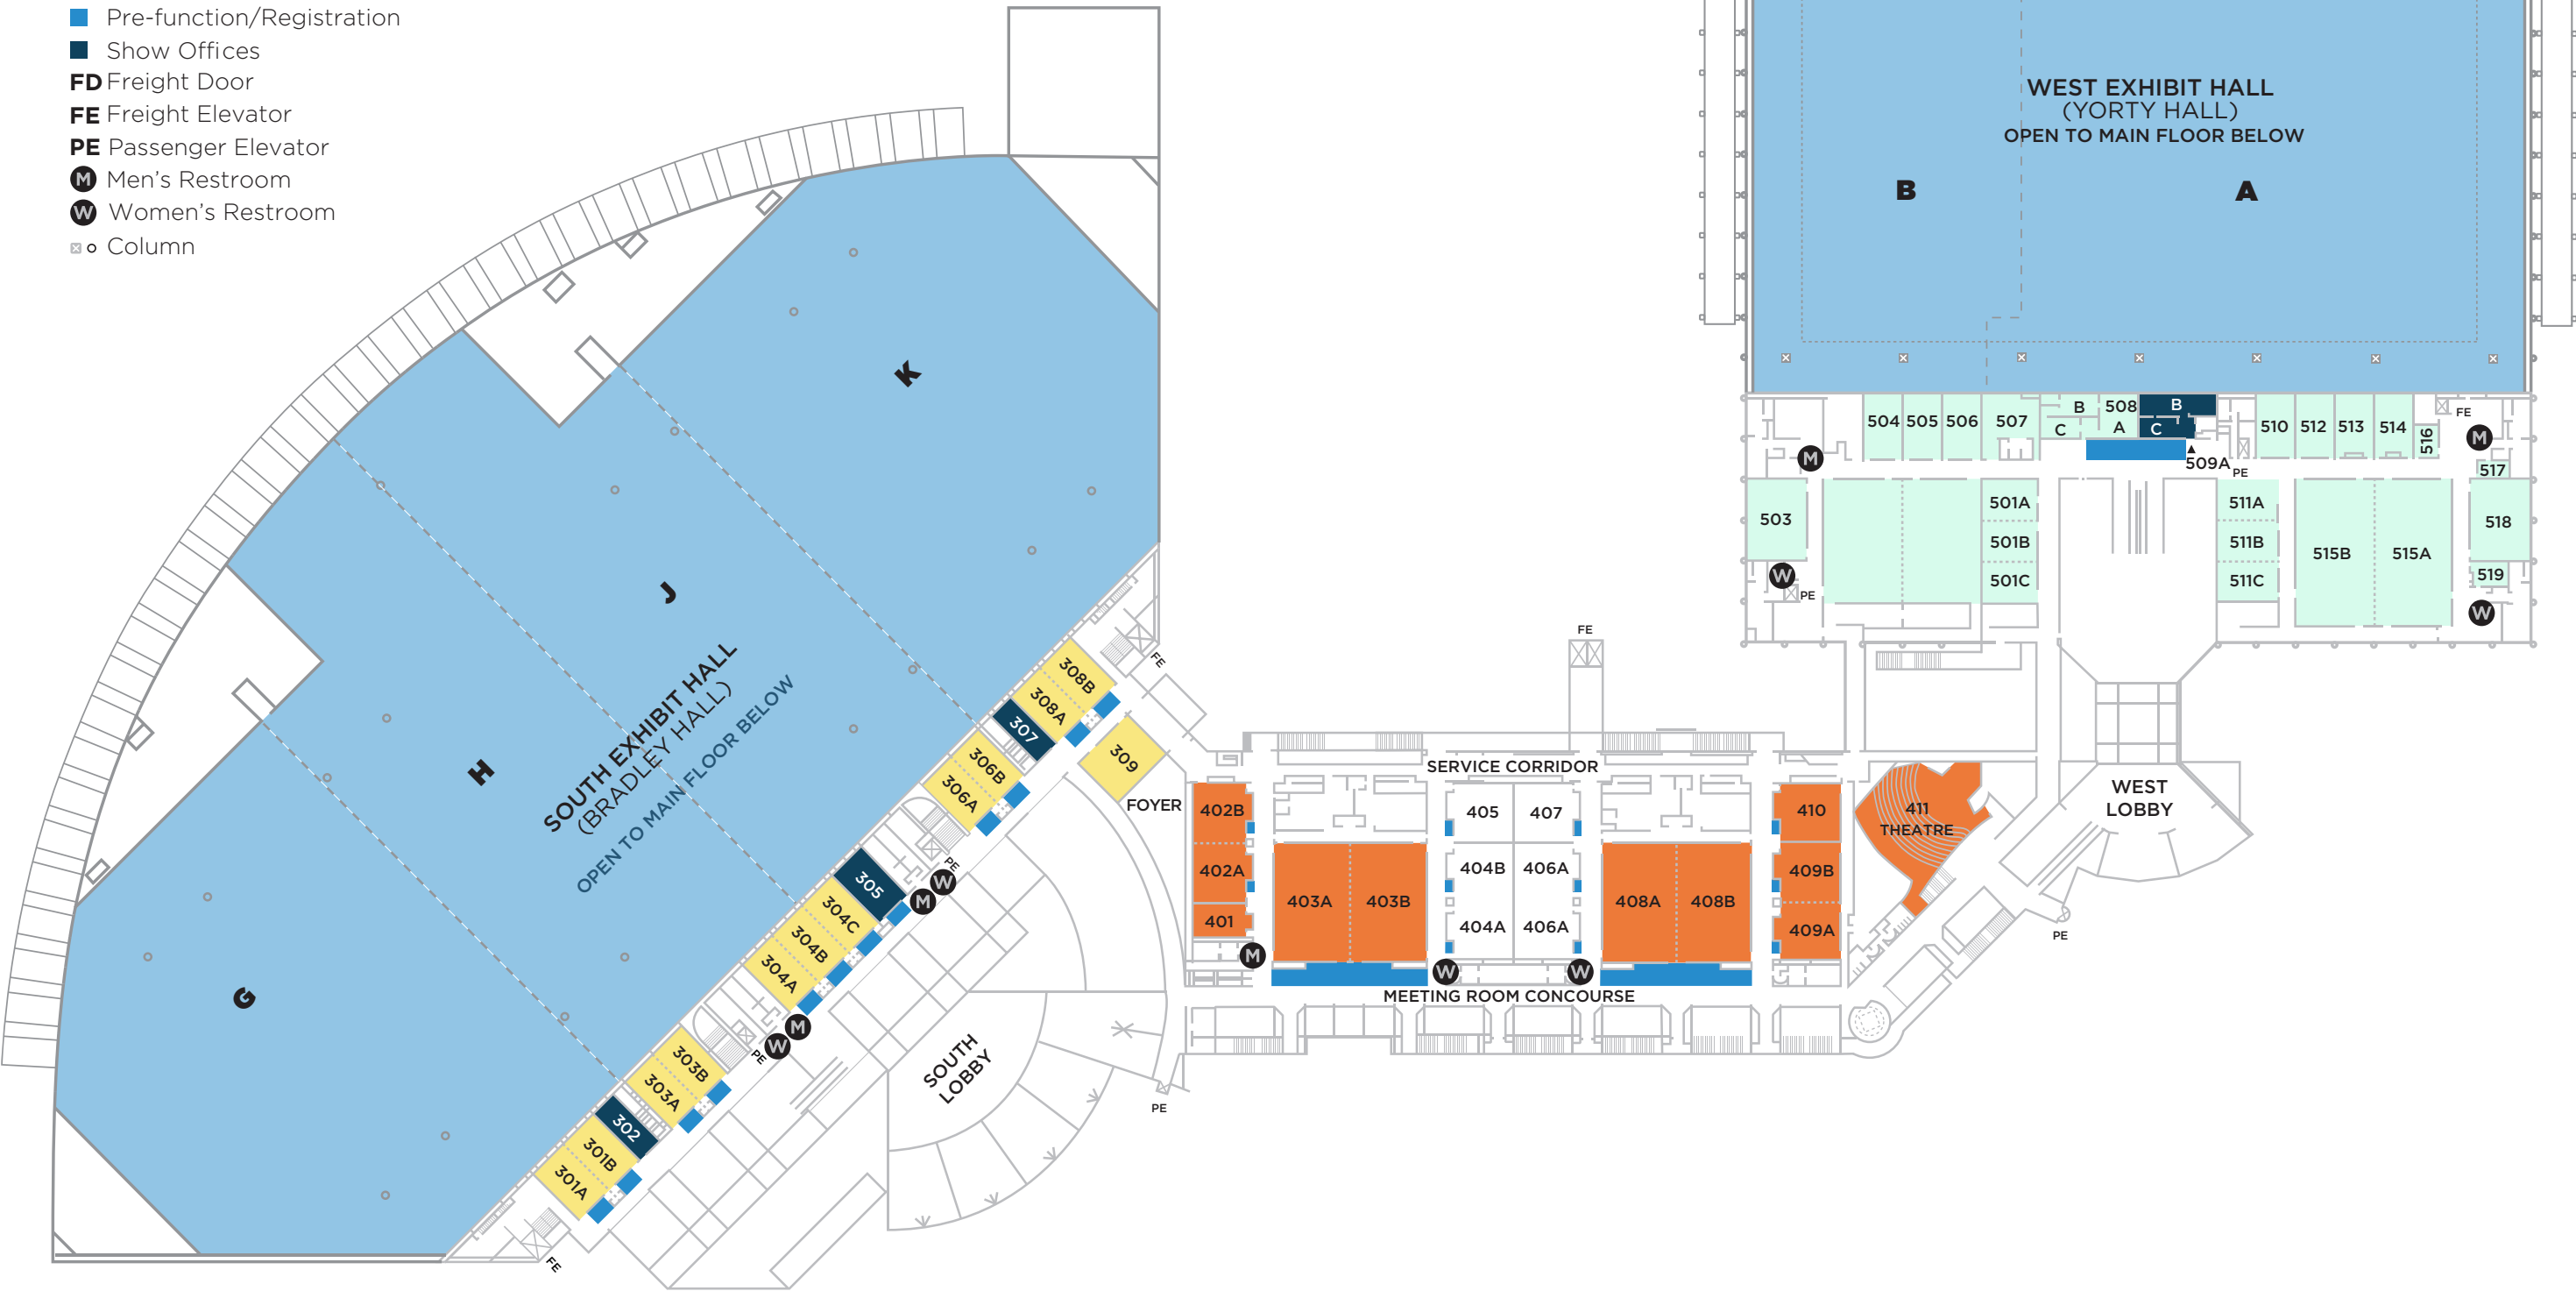 Pre-function/Registration
Show Offices
FD Freight Door
FE Freight Elevator
PE Passenger Elevator
M Men's Restroom
W Women's Restroom
Column
WEST EXHIBIT HALL
(YORTY HALL)
OPEN TO MAIN FLOOR BELOW
B
A
K
J
H
G
SOUTH EXHIBIT HALL
(BRADLEY HALL)
OPEN TO MAIN FLOOR BELOW
504
505
506
507
B
C
508
A
B
C
509A
PE
510
512
513
514
516
FE
M
517
M
503
W
PE
501A
501B
501C
511A
511B
511C
515B
515A
518
519
W
FE
308B
308A
307
306B
306A
309
FOYER
PE
W
M
305
304C
304B
304A
M
W
PE
303B
303A
302
301B
301A
FE
SOUTH
LOBBY
PE
FE
SERVICE CORRIDOR
402B
402A
401
M
403A
403B
405
407
404B
406A
404A
406A
W
W
408A
408B
410
409B
409A
411
THEATRE
MEETING ROOM CONCOURSE
WEST
LOBBY
PE